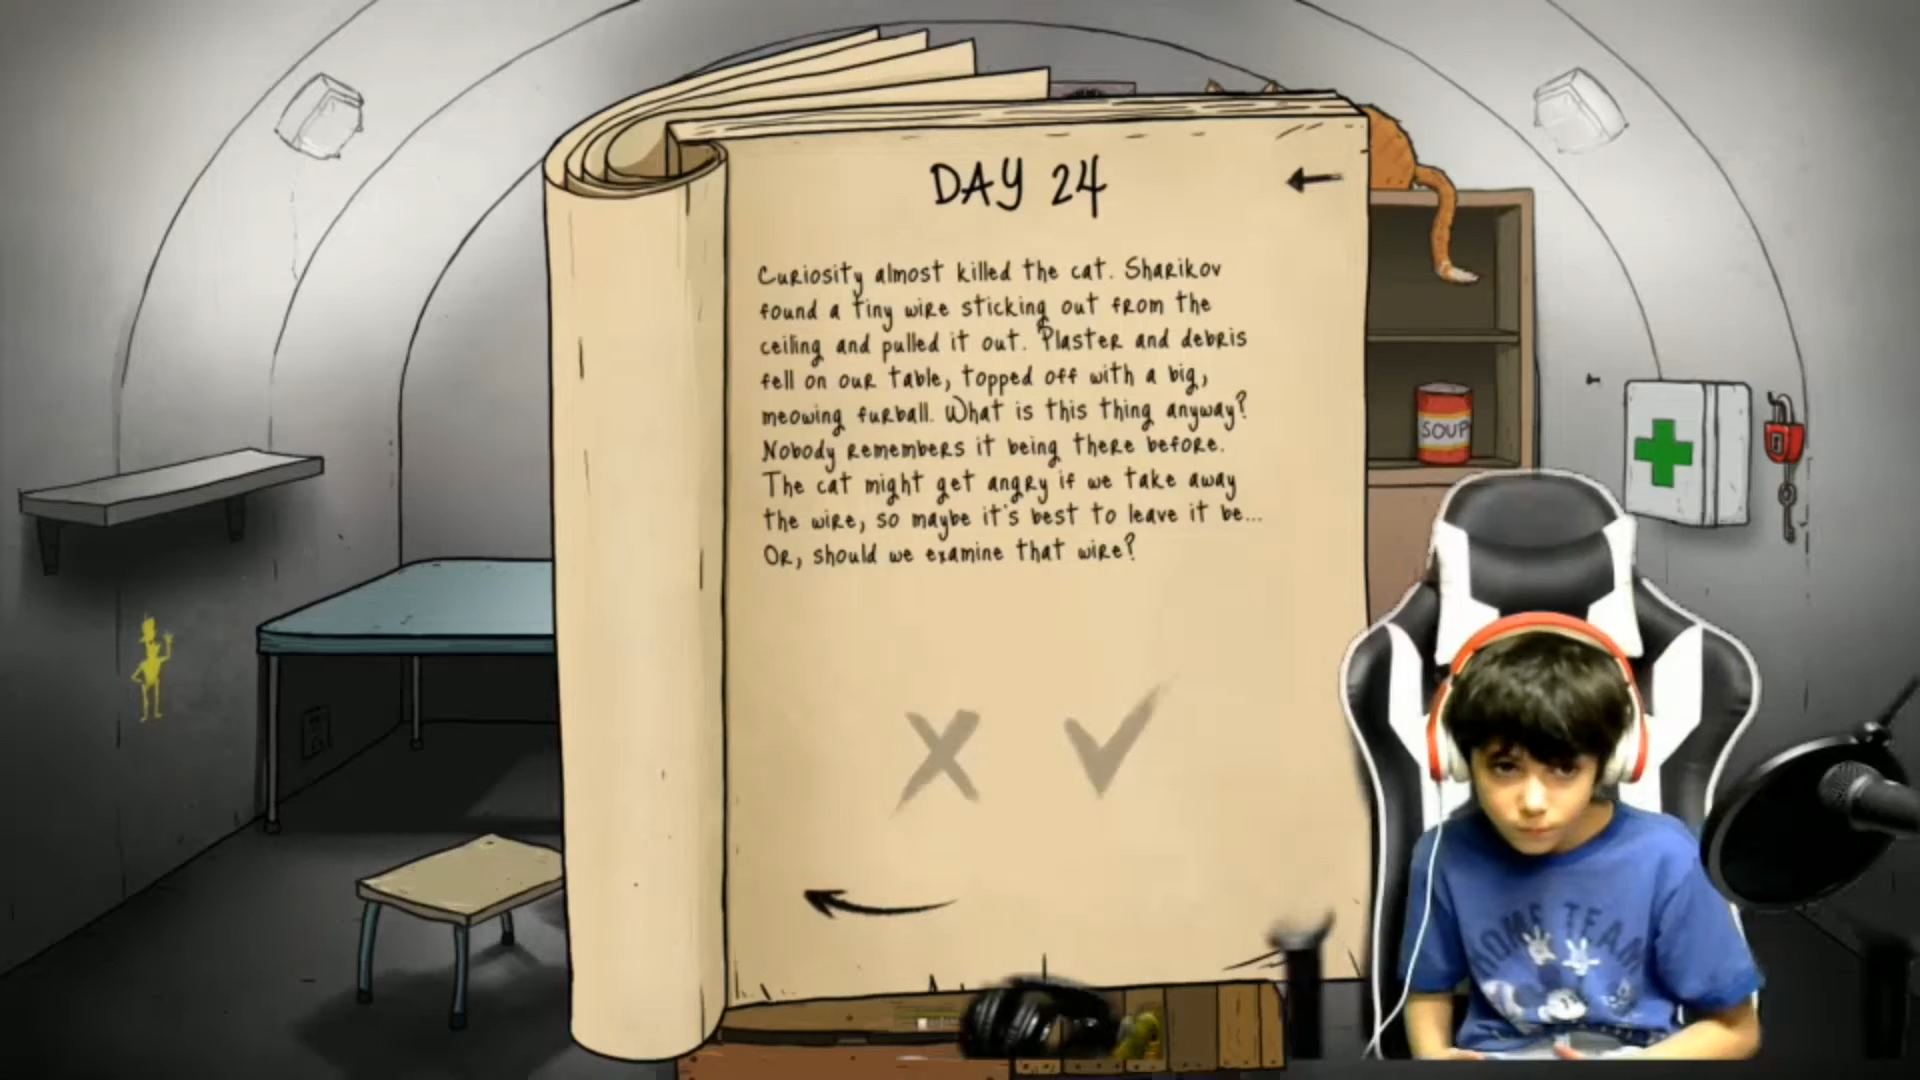 DAY 24
Curiosity almost killed the cat. Sharikov
found a tiny wire sticking out from the
ceiling and pulled it out. Plaster and debris
fell on our table, topped off with a big,
meowing furball. What is this thing anyway?
Nobody remembers it being there before.
The cat might get angry if we take away
the wire, so maybe it's best to leave it be...
Or, should we examine that wire?
SOUP
HOME TEAM